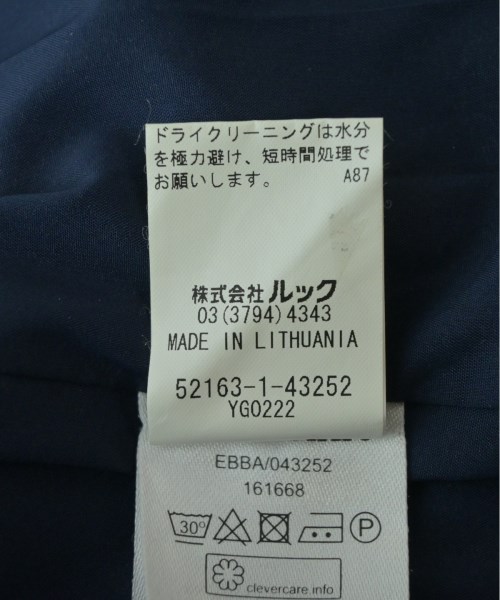 ドライクリーニングは水分
を極力避け、短時間処理で
お願いします。 A87
株式会社 ルック
03(3794)4343
MADE IN LITHUANIA
52163-1-43252
YG0222
EBBA/043252
161668
30°
P
clevercare.info